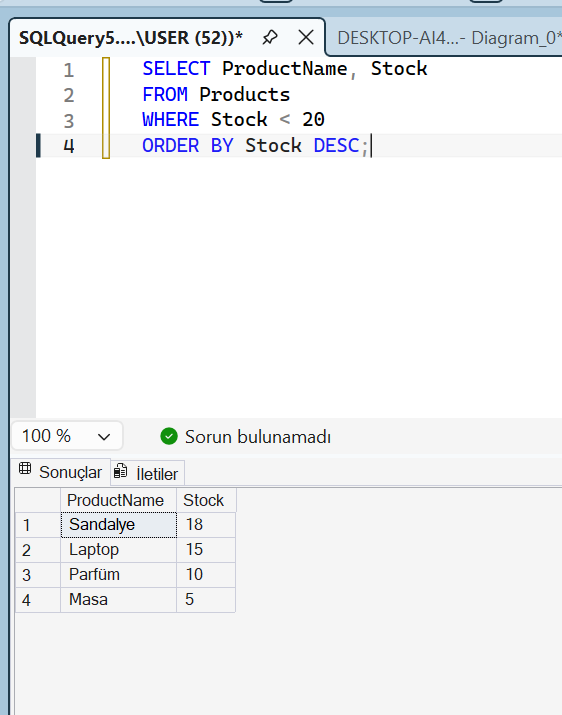 SQLQuery5....\USER (52))* DESKTOP-AI4...- Diagram_0*
1 SELECT ProductName, Stock
2 FROM Products
3 WHERE Stock < 20
4 ORDER BY Stock DESC;
100 % Sorun bulunamadı
Sonuçlar İletiler
ProductName Stock
1 Sandalye 18
2 Laptop 15
3 Parfüm 10
4 Masa 5